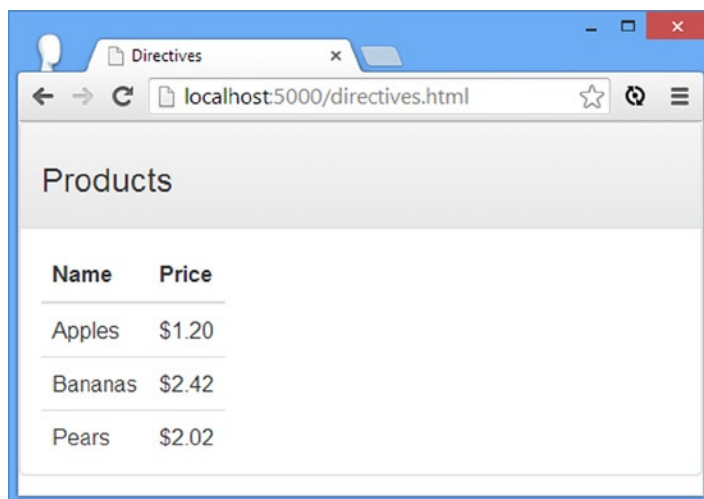 Directives
localhost:5000/directives.html
Products
Name Price
Apples $1.20
Bananas $2.42
Pears $2.02